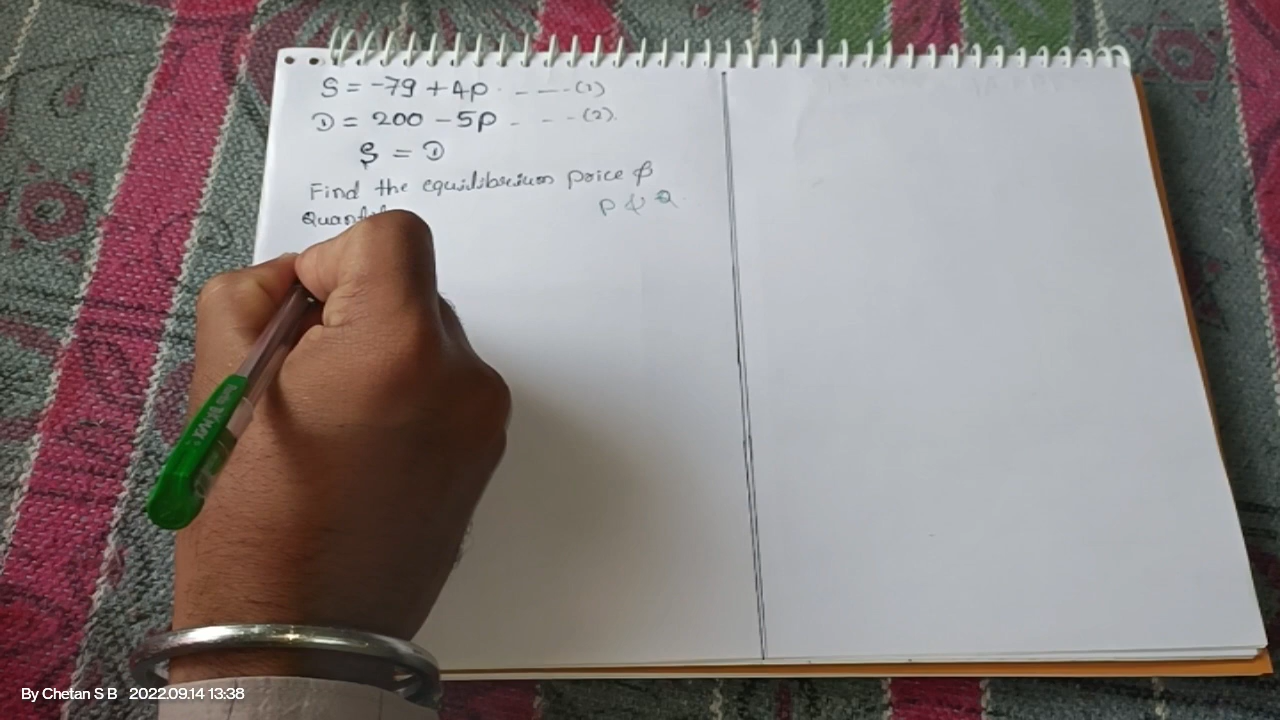 S = -79 + 4P - - - - (1)
D = 200 - 5P - - - - (2).
S = D
Find the equilibrium price &
P & Q
By Chetan S B 2022.09.14 13:38